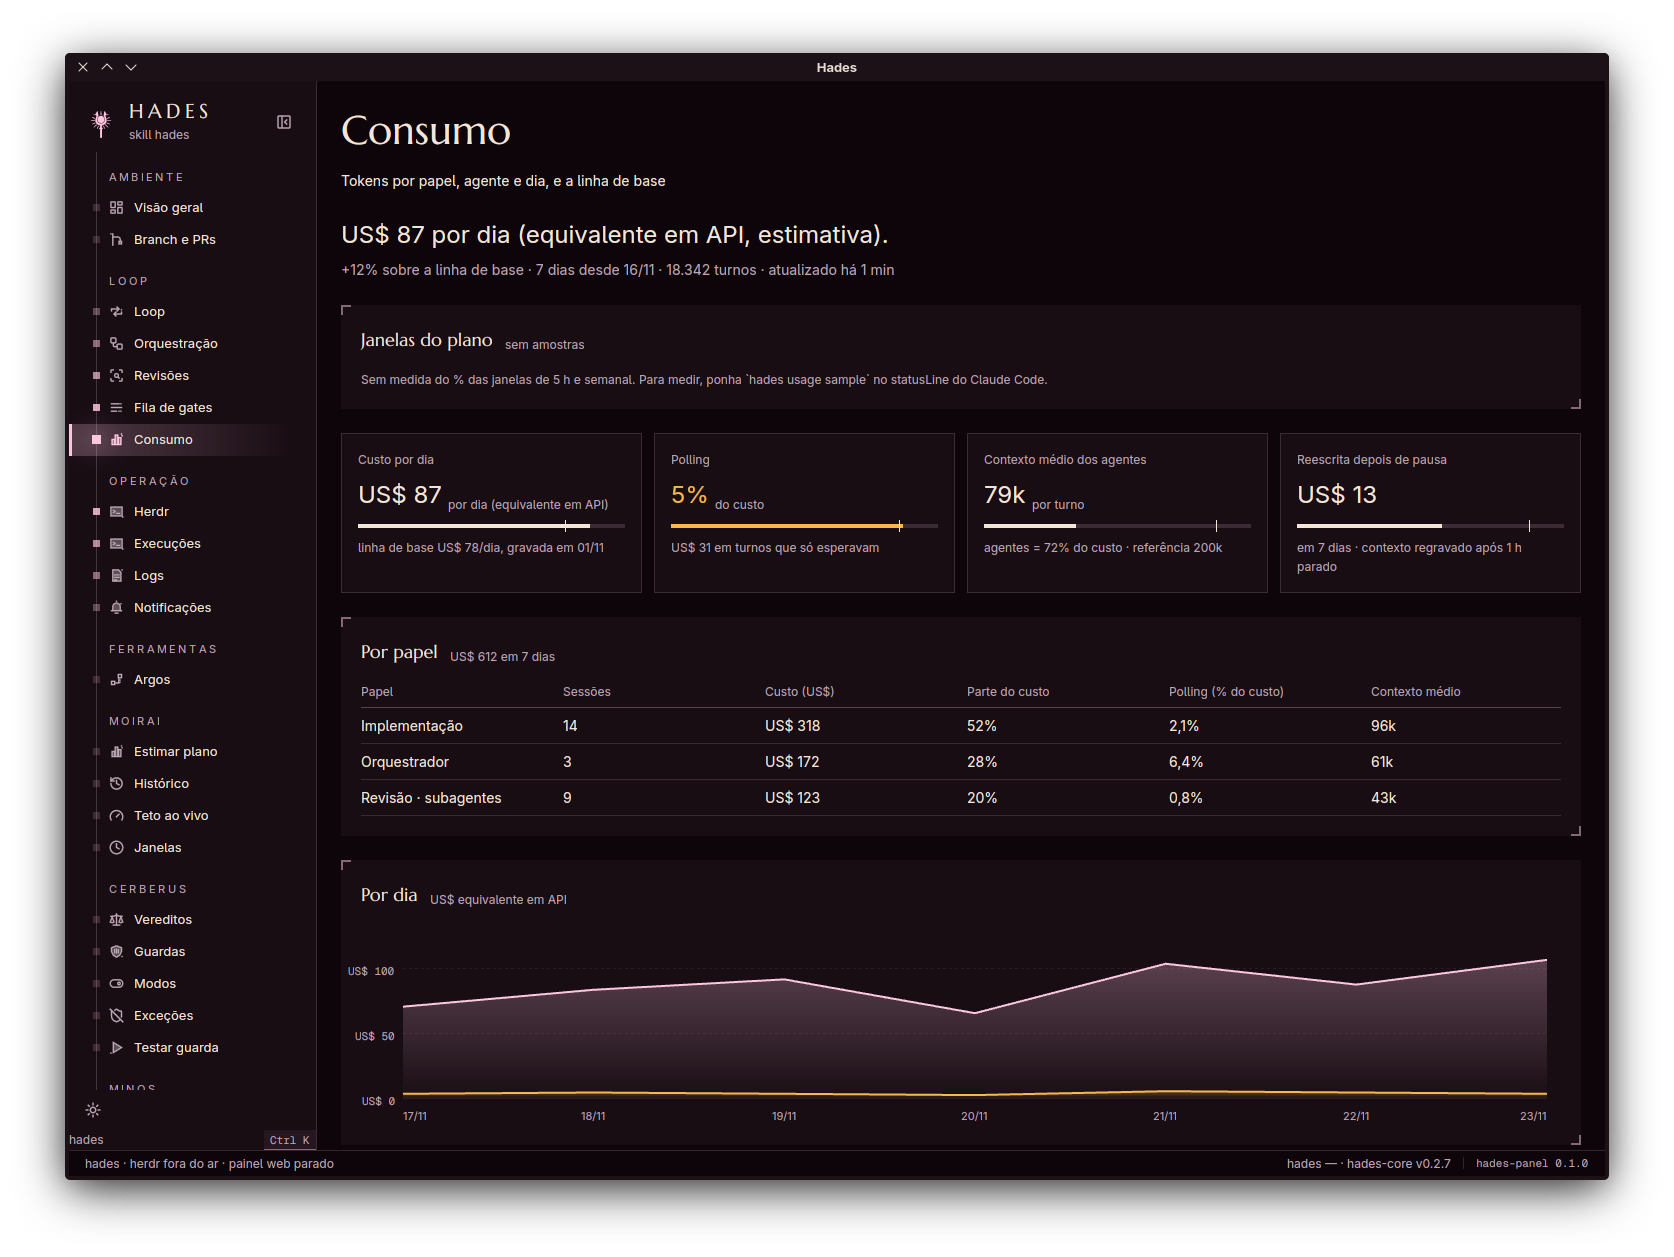 Hades
HADES
skill hades
AMBIENTE
Visão geral
Branch e PRs
LOOP
Loop
Orquestração
Revisões
Fila de gates
Consumo
OPERAÇÃO
Herdr
Execuções
Logs
Notificações
FERRAMENTAS
Argos
MOIRAI
Estimar plano
Histórico
Teto ao vivo
Janelas
CERBERUS
Vereditos
Guardas
Modos
Exceções
Testar guarda
MINOS
hades
Ctrl K
Consumo
Tokens por papel, agente e dia, e a linha de base
US$ 87 por dia (equivalente em API, estimativa).
+12% sobre a linha de base · 7 dias desde 16/11 · 18.342 turnos · atualizado há 1 min
Janelas do plano sem amostras
Sem medida do % das janelas de 5 h e semanal. Para medir, ponha `hades usage sample` no statusLine do Claude Code.
Custo por dia
US$ 87 por dia (equivalente em API)
linha de base US$ 78/dia, gravada em 01/11
Polling
5% do custo
US$ 31 em turnos que só esperavam
Contexto médio dos agentes
79k por turno
agentes = 72% do custo · referência 200k
Reescrita depois de pausa
US$ 13
em 7 dias · contexto regravado após 1 h
parado
Por papel US$ 612 em 7 dias
Papel Sessões Custo (US$) Parte do custo Polling (% do custo) Contexto médio
Implementação 14 US$ 318 52% 2,1% 96k
Orquestrador 3 US$ 172 28% 6,4% 61k
Revisão · subagentes 9 US$ 123 20% 0,8% 43k
Por dia US$ equivalente em API
US$ 100
US$ 50
US$ 0
17/11 18/11 19/11 20/11 21/11 22/11 23/11
hades · herdr fora do ar · painel web parado
hades — · hades-core v0.2.7
hades-panel 0.1.0